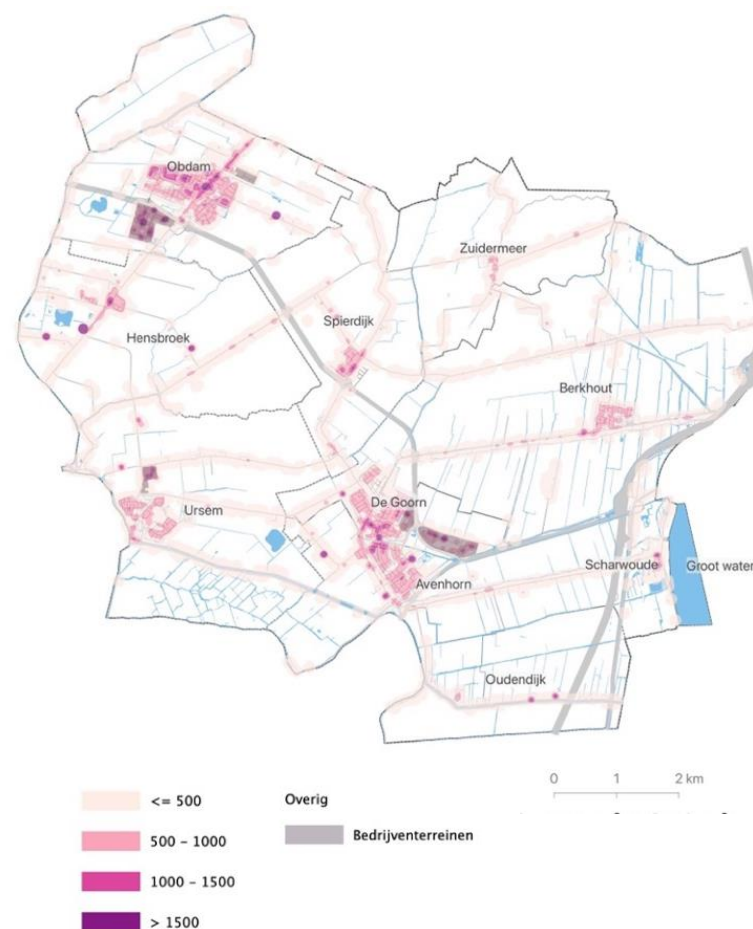 Obdam
Zuidermeer
Spierdijk
Hensbroek
Berkhout
De Goorn
Ursem
Scharwoude
Groot water
Avenhorn
Oudendijk
0 1 2 km
<= 500
Overig
500 - 1000
Bedrijventerreinen
1000 - 1500
> 1500